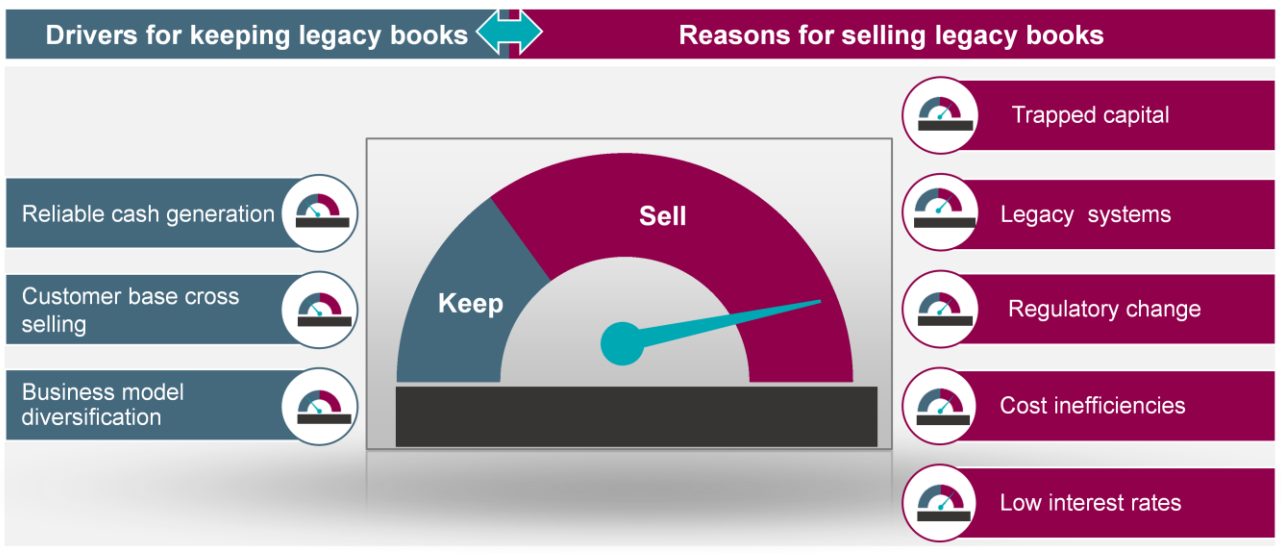 Drivers for keeping legacy books
Reasons for selling legacy books
Reliable cash generation
Customer base cross
selling
Business model
diversification
Keep
Sell
Trapped capital
Legacy systems
Regulatory change
Cost inefficiencies
Low interest rates